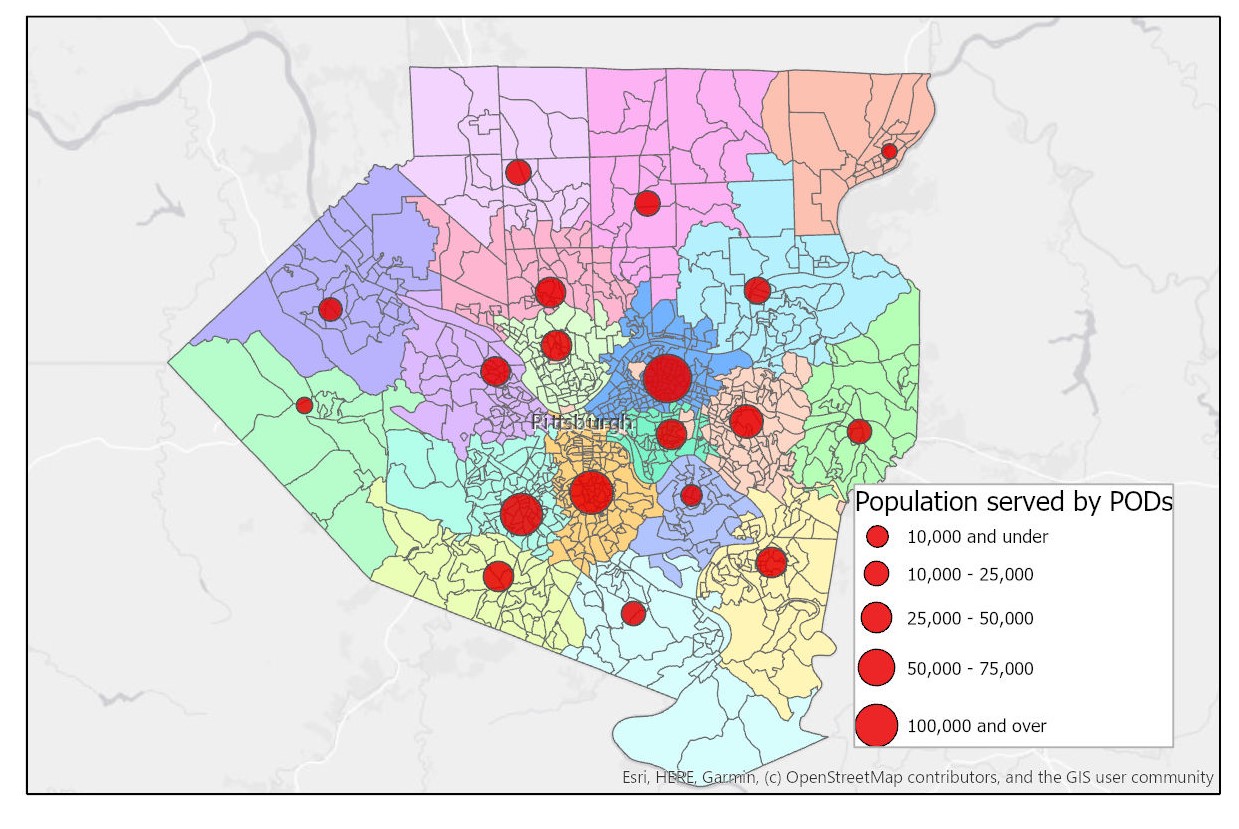 Pittsburgh
Population served by PODs
10,000 and under
10,000 - 25,000
25,000 - 50,000
50,000 - 75,000
100,000 and over
Esri, HERE, Garmin, (c) OpenStreetMap contributors, and the GIS user community